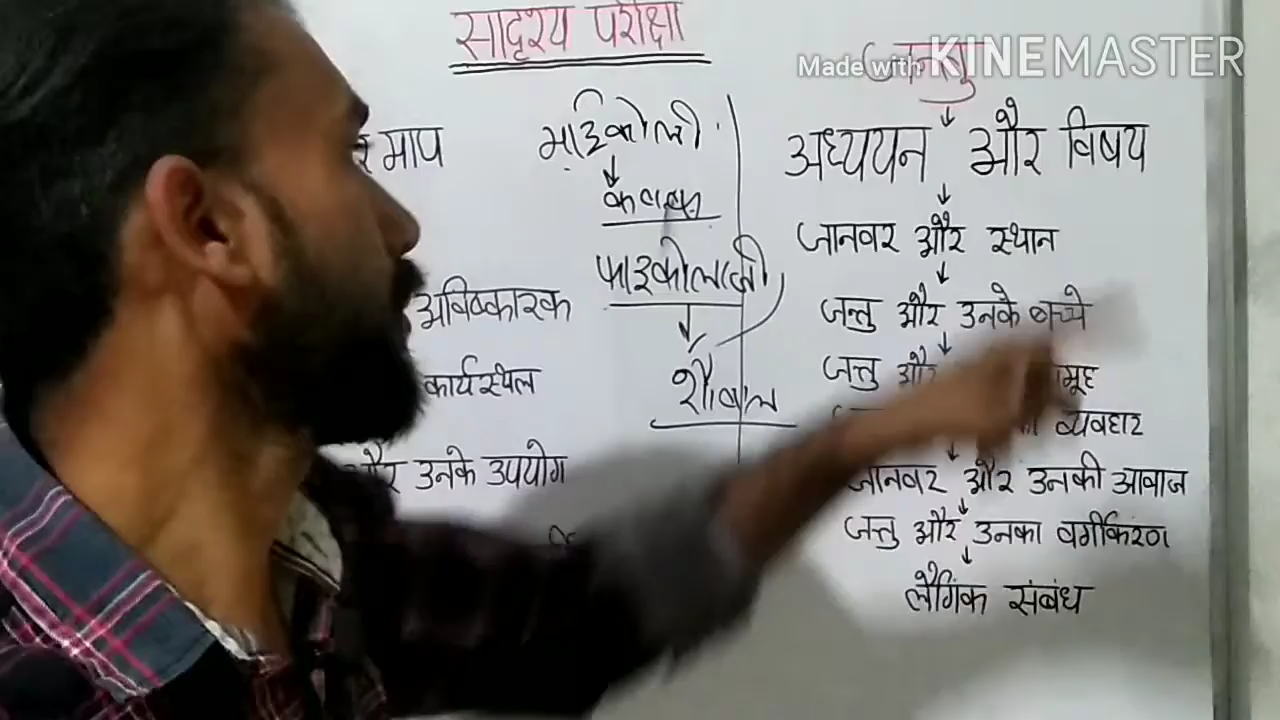 सादृश्य परीक्षा
Made with KINEMASTER
जन्तु
माप
माइकोलॉजी
कवक
अध्ययन और विषय
जानवर और स्थान
फाइकोलाजी
अविष्कारक
जन्तु और उनके बच्चे
शैवाल
कार्यस्थल
जन्तु और समूह
व्यवहार
और उनके उपयोग
जानवर और उनकी आवाज
जन्तु और उनका वर्गीकरण
लैगिंक संबंध